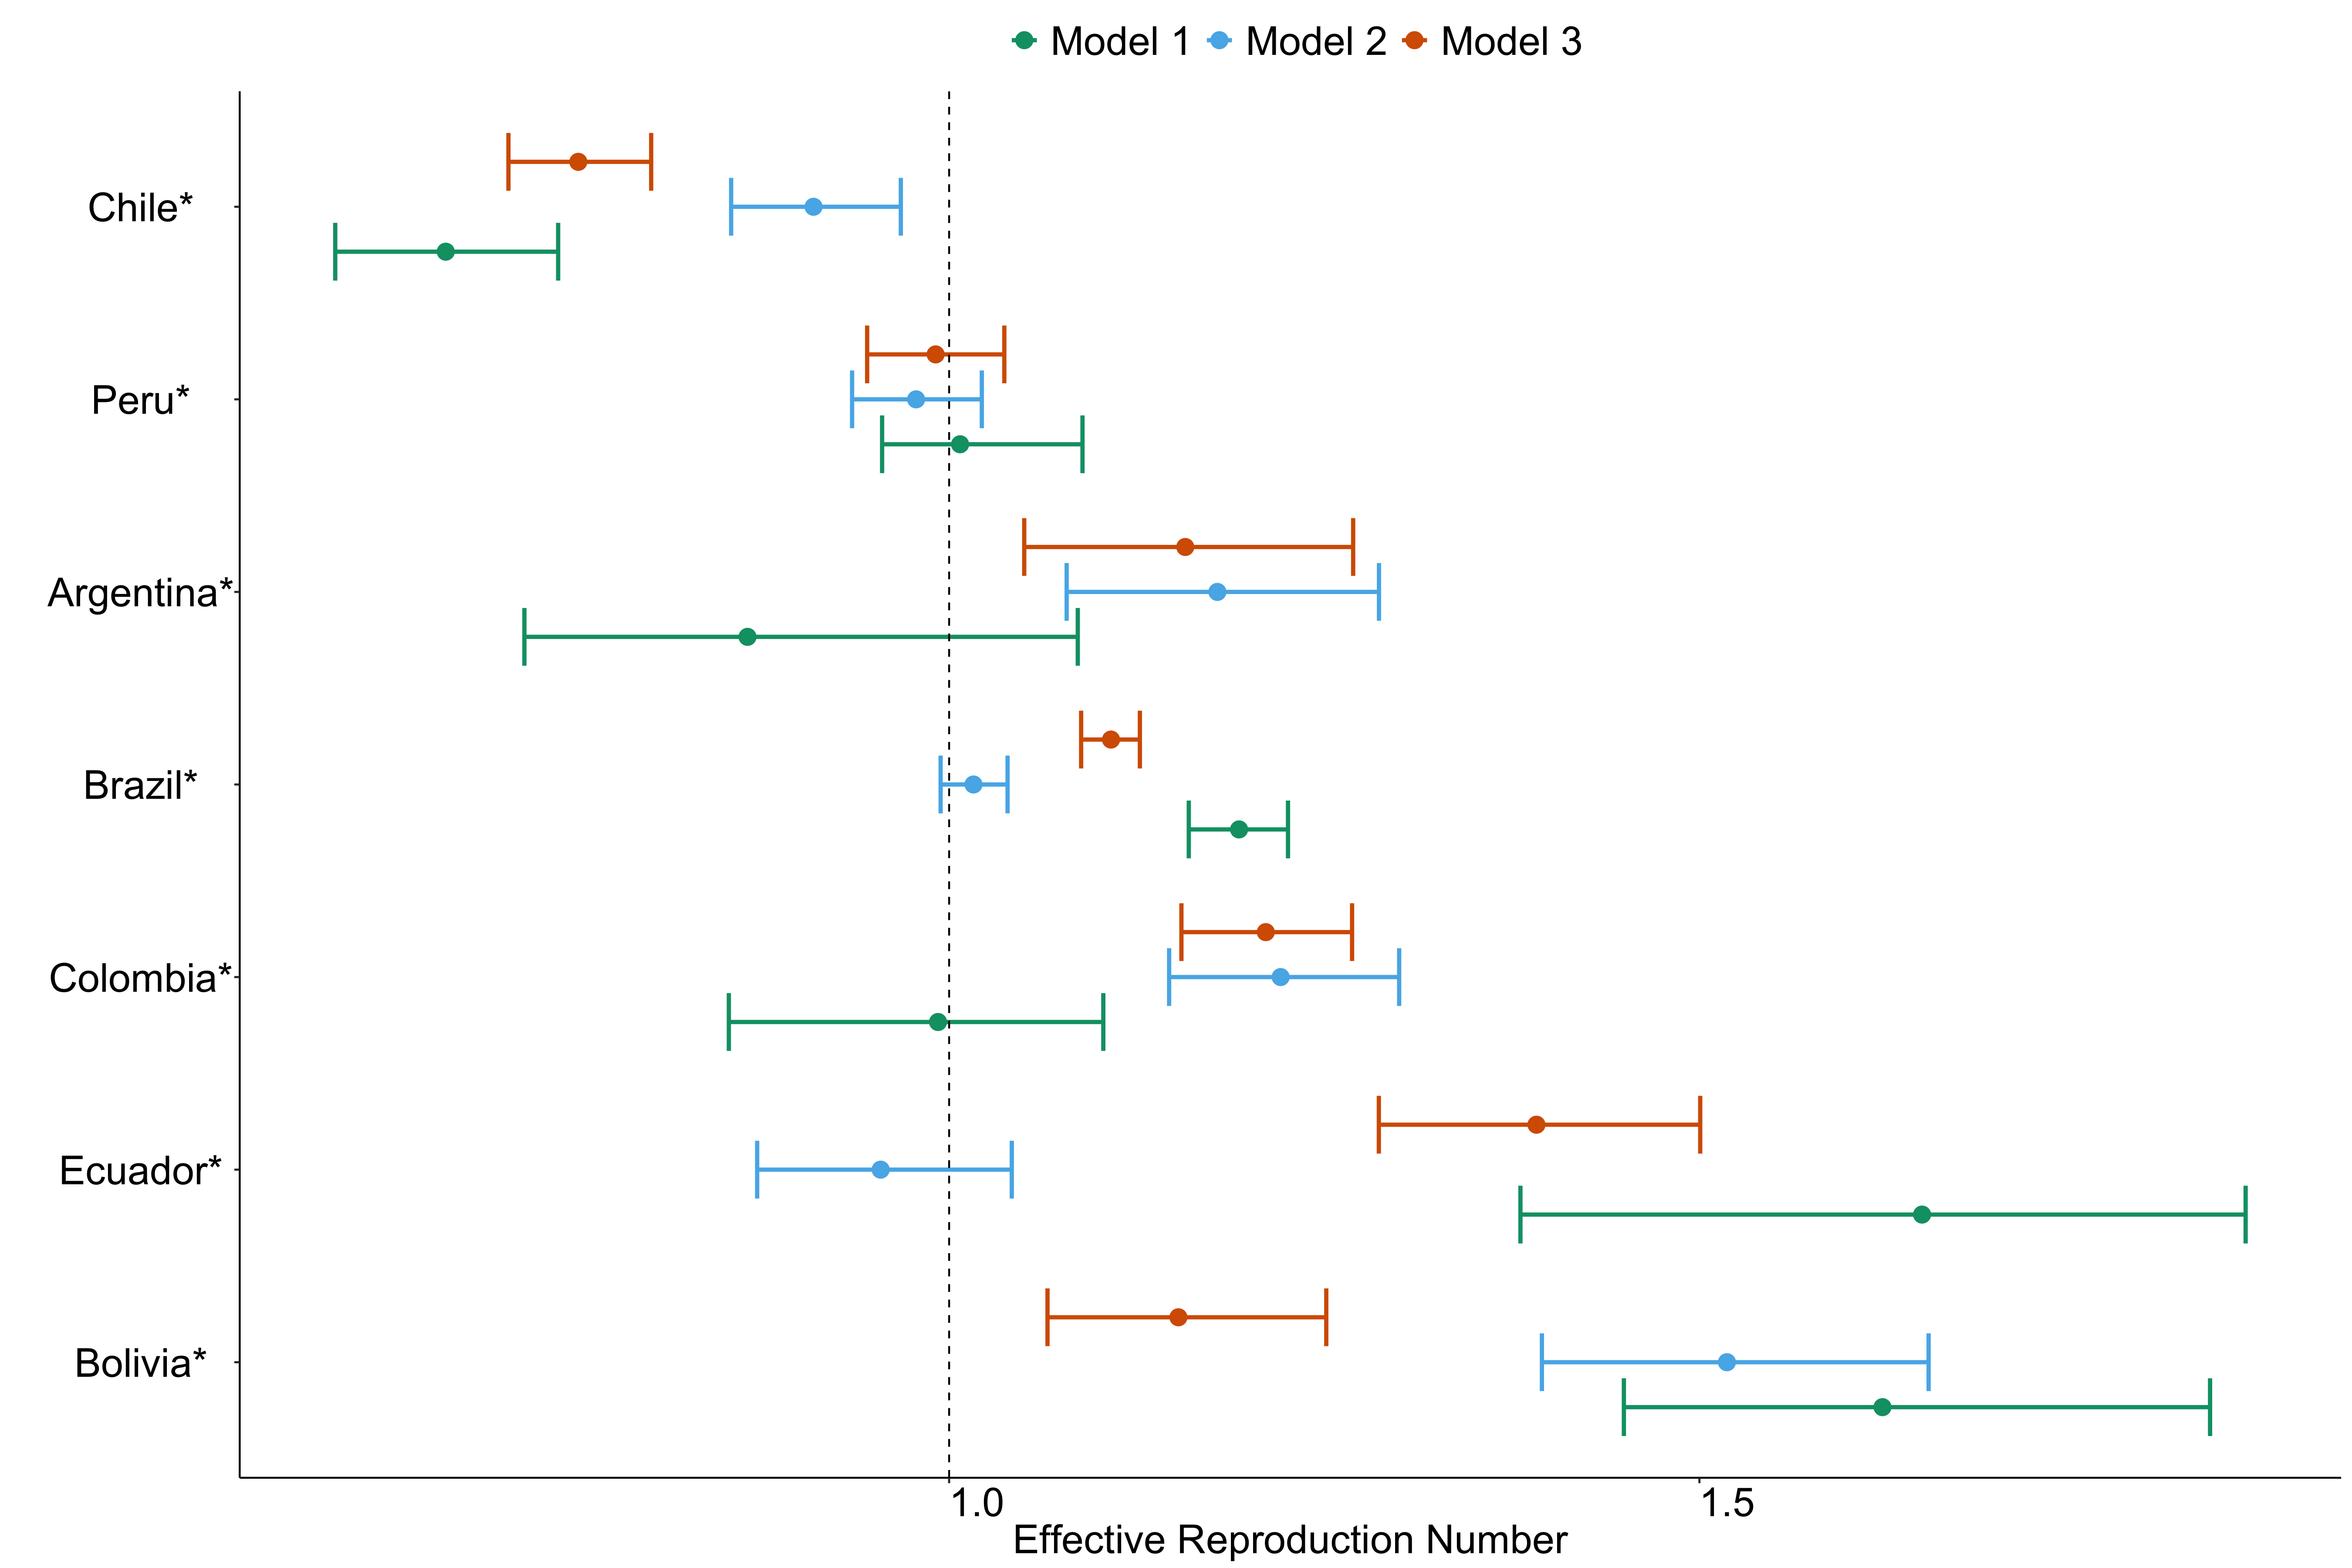 Model 1 Model 2 Model 3
Chile*
Peru*
Argentina*
Brazil*
Colombia*
Ecuador*
Bolivia*
1.0 1.5
Effective Reproduction Number